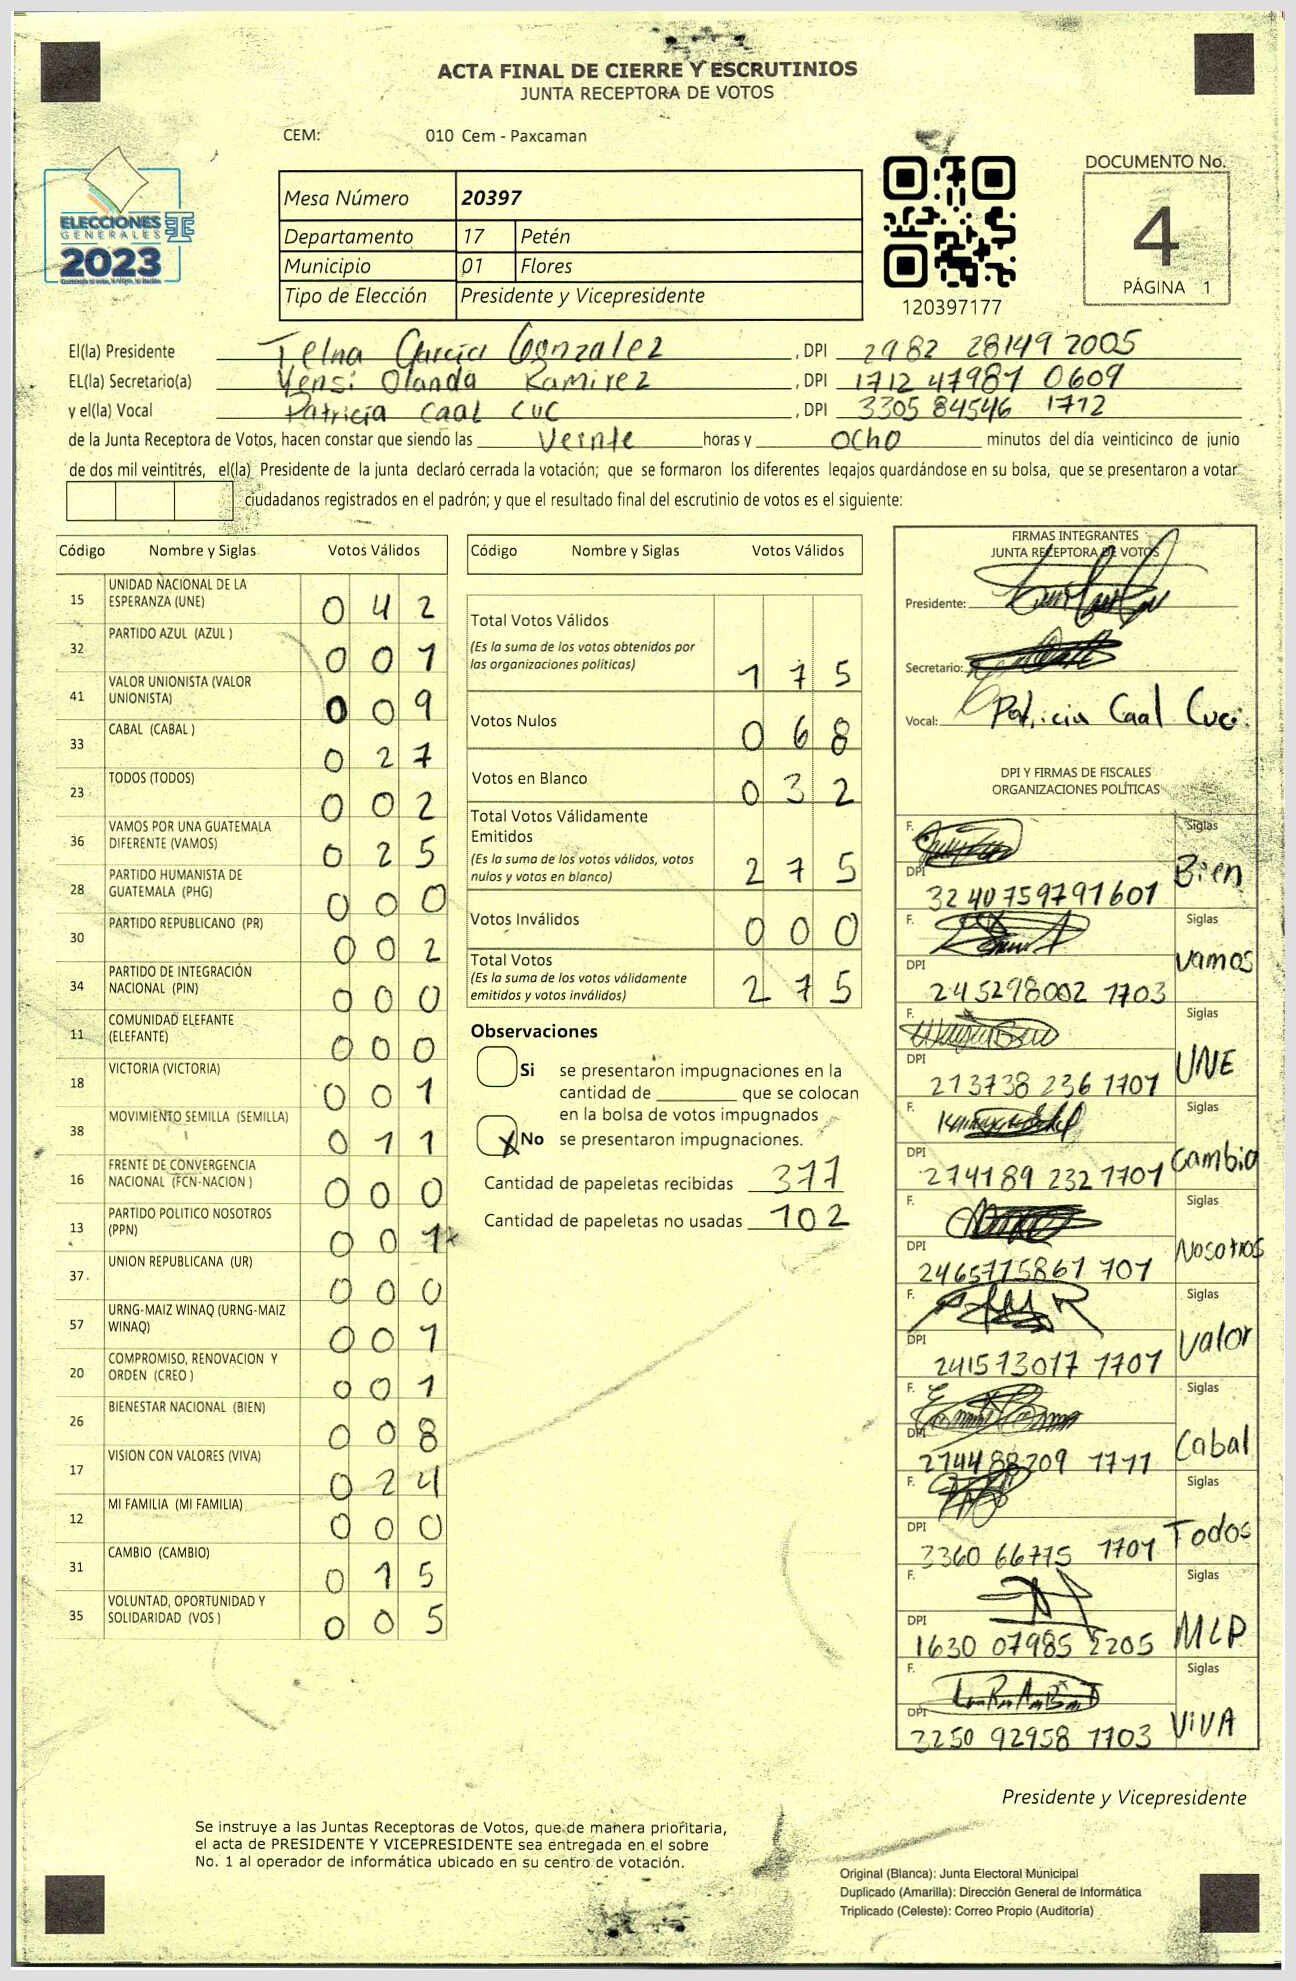 ACTA FINAL DE CIERRE Y ESCRUTINIOS
JUNTA RECEPTORA DE VOTOS
CEM: 010 Cem - Paxcaman
ELECCIONES
GENERALES
2023
Mesa Número 20397
Departamento 17 Petén
Municipio 01 Flores
Tipo de Elección Presidente y Vicepresidente
120397177
DOCUMENTO No.
4
PÁGINA 1
El(la) Presidente Telna García Gonzalez , DPI 2982 28149 2005
EL(la) Secretario(a) Yensi Olanda Ramirez , DPI 1712 47987 0609
y el(la) Vocal Patricia Caal Cuc , DPI 3305 84546 1712
de la Junta Receptora de Votos, hacen constar que siendo las veinte horas y ocho minutos del día veinticinco de junio
de dos mil veintitrés, el(la) Presidente de la junta declaró cerrada la votación; que se formaron los diferentes legajos guardándose en su bolsa, que se presentaron a votar
ciudadanos registrados en el padrón; y que el resultado final del escrutinio de votos es el siguiente:
Código Nombre y Siglas Votos Válidos
15 UNIDAD NACIONAL DE LA ESPERANZA (UNE) 0 4 2
32 PARTIDO AZUL (AZUL ) 0 0 1
41 VALOR UNIONISTA (VALOR UNIONISTA) 0 0 9
33 CABAL (CABAL ) 0 2 7
23 TODOS (TODOS) 0 0 2
36 VAMOS POR UNA GUATEMALA DIFERENTE (VAMOS) 0 2 5
28 PARTIDO HUMANISTA DE GUATEMALA (PHG) 0 0 0
30 PARTIDO REPUBLICANO (PR) 0 0 2
34 PARTIDO DE INTEGRACIÓN NACIONAL (PIN) 0 0 0
11 COMUNIDAD ELEFANTE (ELEFANTE) 0 0 0
18 VICTORIA (VICTORIA) 0 0 1
38 MOVIMIENTO SEMILLA (SEMILLA) 0 1 1
16 FRENTE DE CONVERGENCIA NACIONAL (FCN-NACION ) 0 0 0
13 PARTIDO POLITICO NOSOTROS (PPN) 0 0 1
37 UNION REPUBLICANA (UR) 0 0 0
57 URNG-MAIZ WINAQ (URNG-MAIZ WINAQ) 0 0 1
20 COMPROMISO, RENOVACION Y ORDEN (CREO ) 0 0 1
26 BIENESTAR NACIONAL (BIEN) 0 0 8
17 VISION CON VALORES (VIVA) 0 2 4
12 MI FAMILIA (MI FAMILIA) 0 0 0
31 CAMBIO (CAMBIO) 0 1 5
35 VOLUNTAD, OPORTUNIDAD Y SOLIDARIDAD (VOS ) 0 0 5
Código Nombre y Siglas Votos Válidos
Total Votos Válidos
(Es la suma de los votos obtenidos por
las organizaciones políticas) 1 7 5
Votos Nulos 0 6 8
Votos en Blanco 0 3 2
Total Votos Válidamente
Emitidos
(Es la suma de los votos válidos, votos
nulos y votos en blanco) 2 7 5
Votos Inválidos 0 0 0
Total Votos
(Es la suma de los votos válidamente
emitidos y votos inválidos) 2 7 5
Observaciones
Si se presentaron impugnaciones en la
cantidad de ________ que se colocan
en la bolsa de votos impugnados
X No se presentaron impugnaciones.
Cantidad de papeletas recibidas 377
Cantidad de papeletas no usadas 102
FIRMAS INTEGRANTES
JUNTA RECEPTORA DE VOTOS
Presidente:
Secretario:
Vocal: Patricia Caal Cuc
DPI Y FIRMAS DE FISCALES
ORGANIZACIONES POLÍTICAS
F. Siglas
DPI 3240759791601 Bien
F. Siglas
DPI 245298002 1703 vamos
F. Siglas
DPI 213738 236 1701 UNE
F. Siglas
DPI 274189 232 1701 Cambio
F. Siglas
DPI 2465715861 701 Nosotros
F. Siglas
DPI 241573017 1701 Valor
F. Siglas
DPI 274488209 1711 Cabal
F. Siglas
DPI 3360 66775 1701 Todos
F. Siglas
DPI 1630 07985 2205 MLP
F. Siglas
DPI 3250 92958 1703 VIVA
Presidente y Vicepresidente
Se instruye a las Juntas Receptoras de Votos, que de manera prioritaria,
el acta de PRESIDENTE Y VICEPRESIDENTE sea entregada en el sobre
No. 1 al operador de informática ubicado en su centro de votación.
Original (Blanca): Junta Electoral Municipal
Duplicado (Amarilla): Dirección General de Informática
Triplicado (Celeste): Correo Propio (Auditoría)